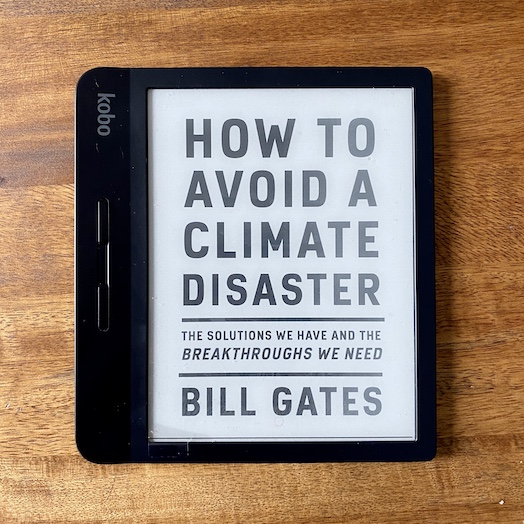 kobo
HOW TO
AVOID A
CLIMATE
DISASTER
THE SOLUTIONS WE HAVE AND THE
BREAKTHROUGHS WE NEED
BILL GATES